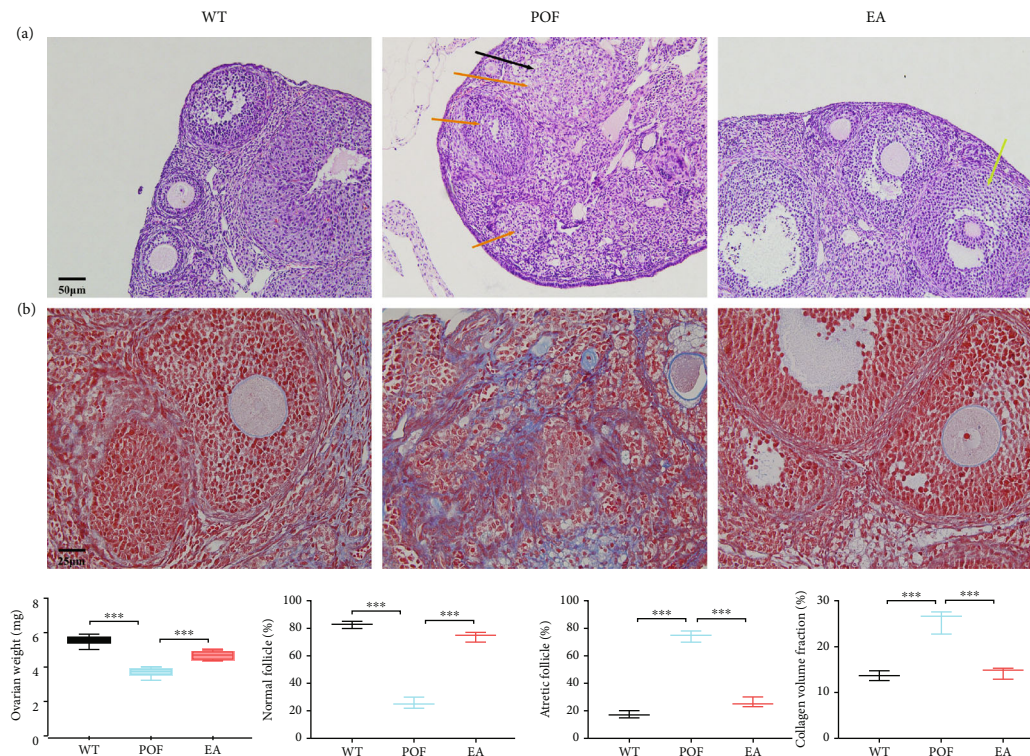 WT POF EA
(a)
50μm
(b)
25μm
Ovarian weight (mg)
8
6
4
2
0
***
***
WT POF EA
Normal follicle (%)
100
80
60
40
20
***
***
WT POF EA
Atretic follicle (%)
100
80
60
40
20
***
***
WT POF EA
Collagen volume fraction (%)
30
20
10
0
***
***
WT POF EA